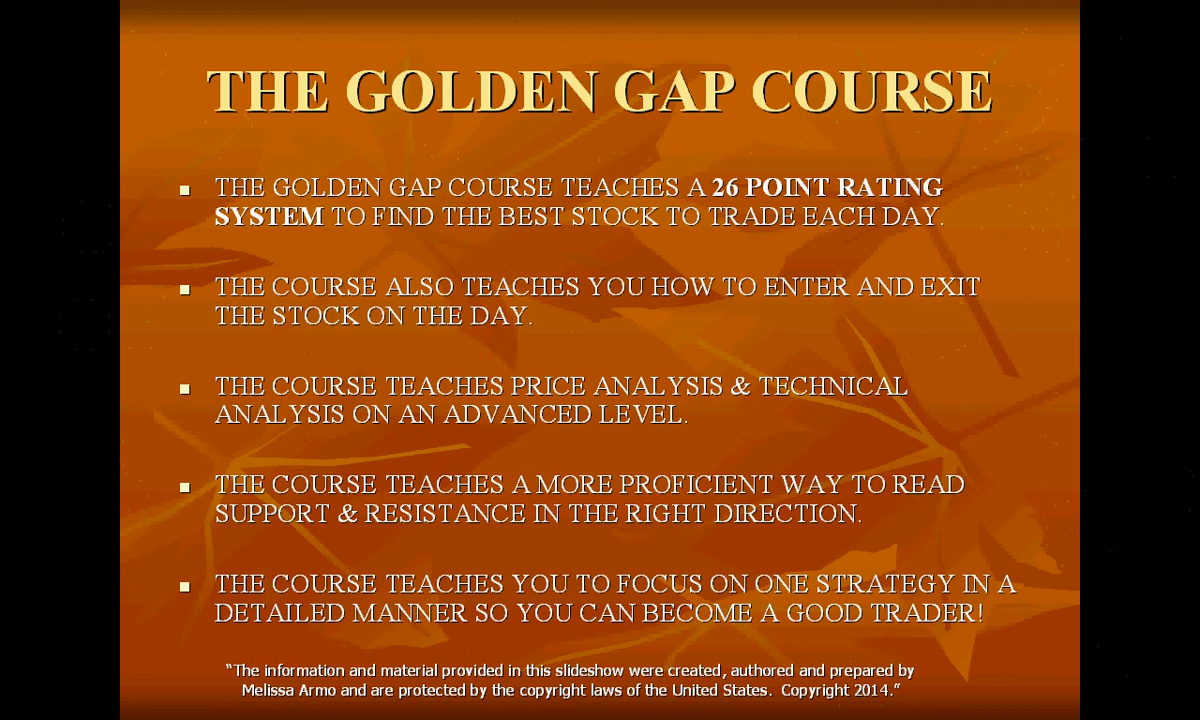 THE GOLDEN GAP COURSE
THE GOLDEN GAP COURSE TEACHES A 26 POINT RATING
SYSTEM TO FIND THE BEST STOCK TO TRADE EACH DAY.
THE COURSE ALSO TEACHES YOU HOW TO ENTER AND EXIT
THE STOCK ON THE DAY.
THE COURSE TEACHES PRICE ANALYSIS & TECHNICAL
ANALYSIS ON AN ADVANCED LEVEL.
THE COURSE TEACHES A MORE PROFICIENT WAY TO READ
SUPPORT & RESISTANCE IN THE RIGHT DIRECTION.
THE COURSE TEACHES YOU TO FOCUS ON ONE STRATEGY IN A
DETAILED MANNER SO YOU CAN BECOME A GOOD TRADER!
“The information and material provided in this slideshow were created, authored and prepared by
Melissa Armo and are protected by the copyright laws of the United States.  Copyright 2014.”